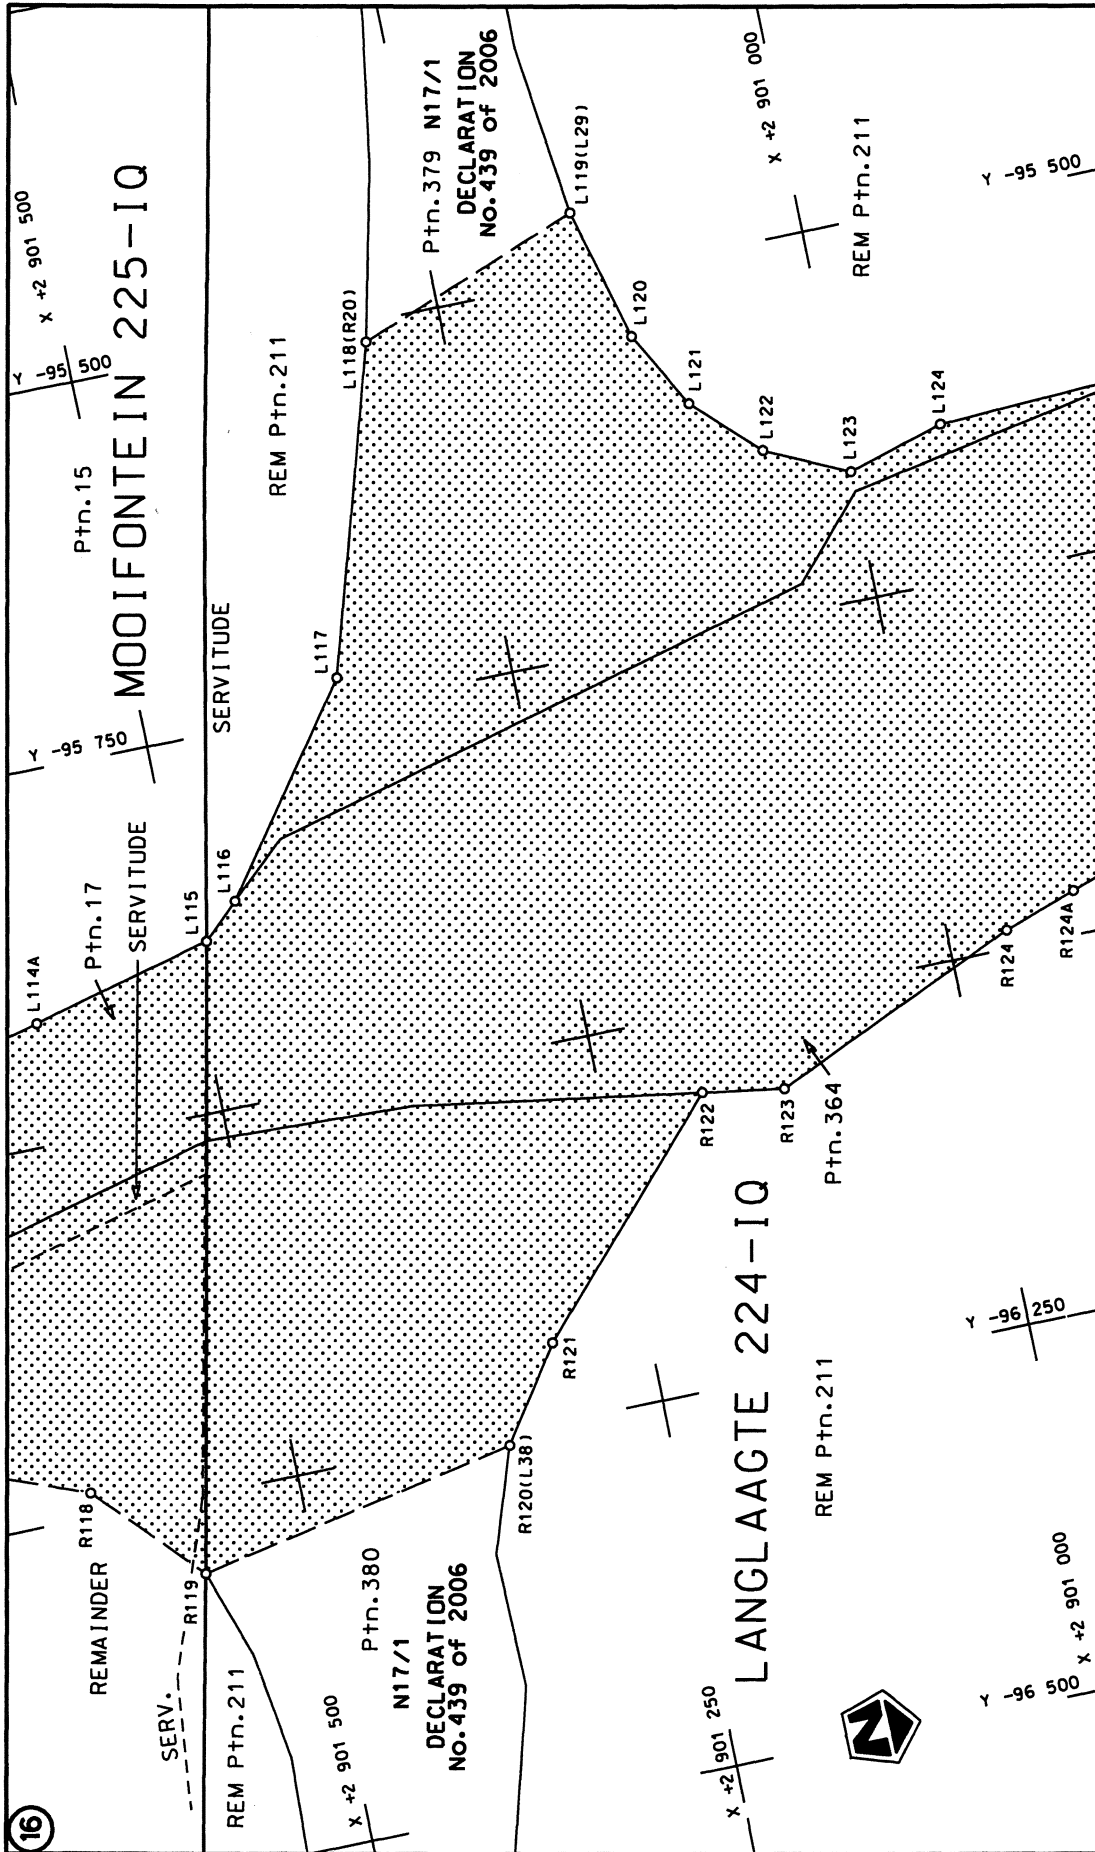 16
Ptn.15
MOOIFONTEIN 225-IQ
X +2 901 500
Y -95 500
Y -95 750
SERVITUDE
SERVITUDE
Ptn.17
L114A
L115
L116
L117
L118(R20)
REM Ptn.211
Ptn.379 N17/1
DECLARATION
No.439 of 2006
L119(L29)
L120
L121
L122
L123
L124
X +2 901 000
REM Ptn.211
Y -95 500
REMAINDER
R118
R119
SERV.
REM Ptn.211
X +2 901 500
Ptn.380
N17/1
DECLARATION
No.439 of 2006
R120(L38)
R121
R122
R123
Ptn.364
R124
R124A
LANGLAAGTE 224-IQ
REM Ptn.211
Y -96 250
X +2 901 250
Y -96 500
X +2 901 000
N